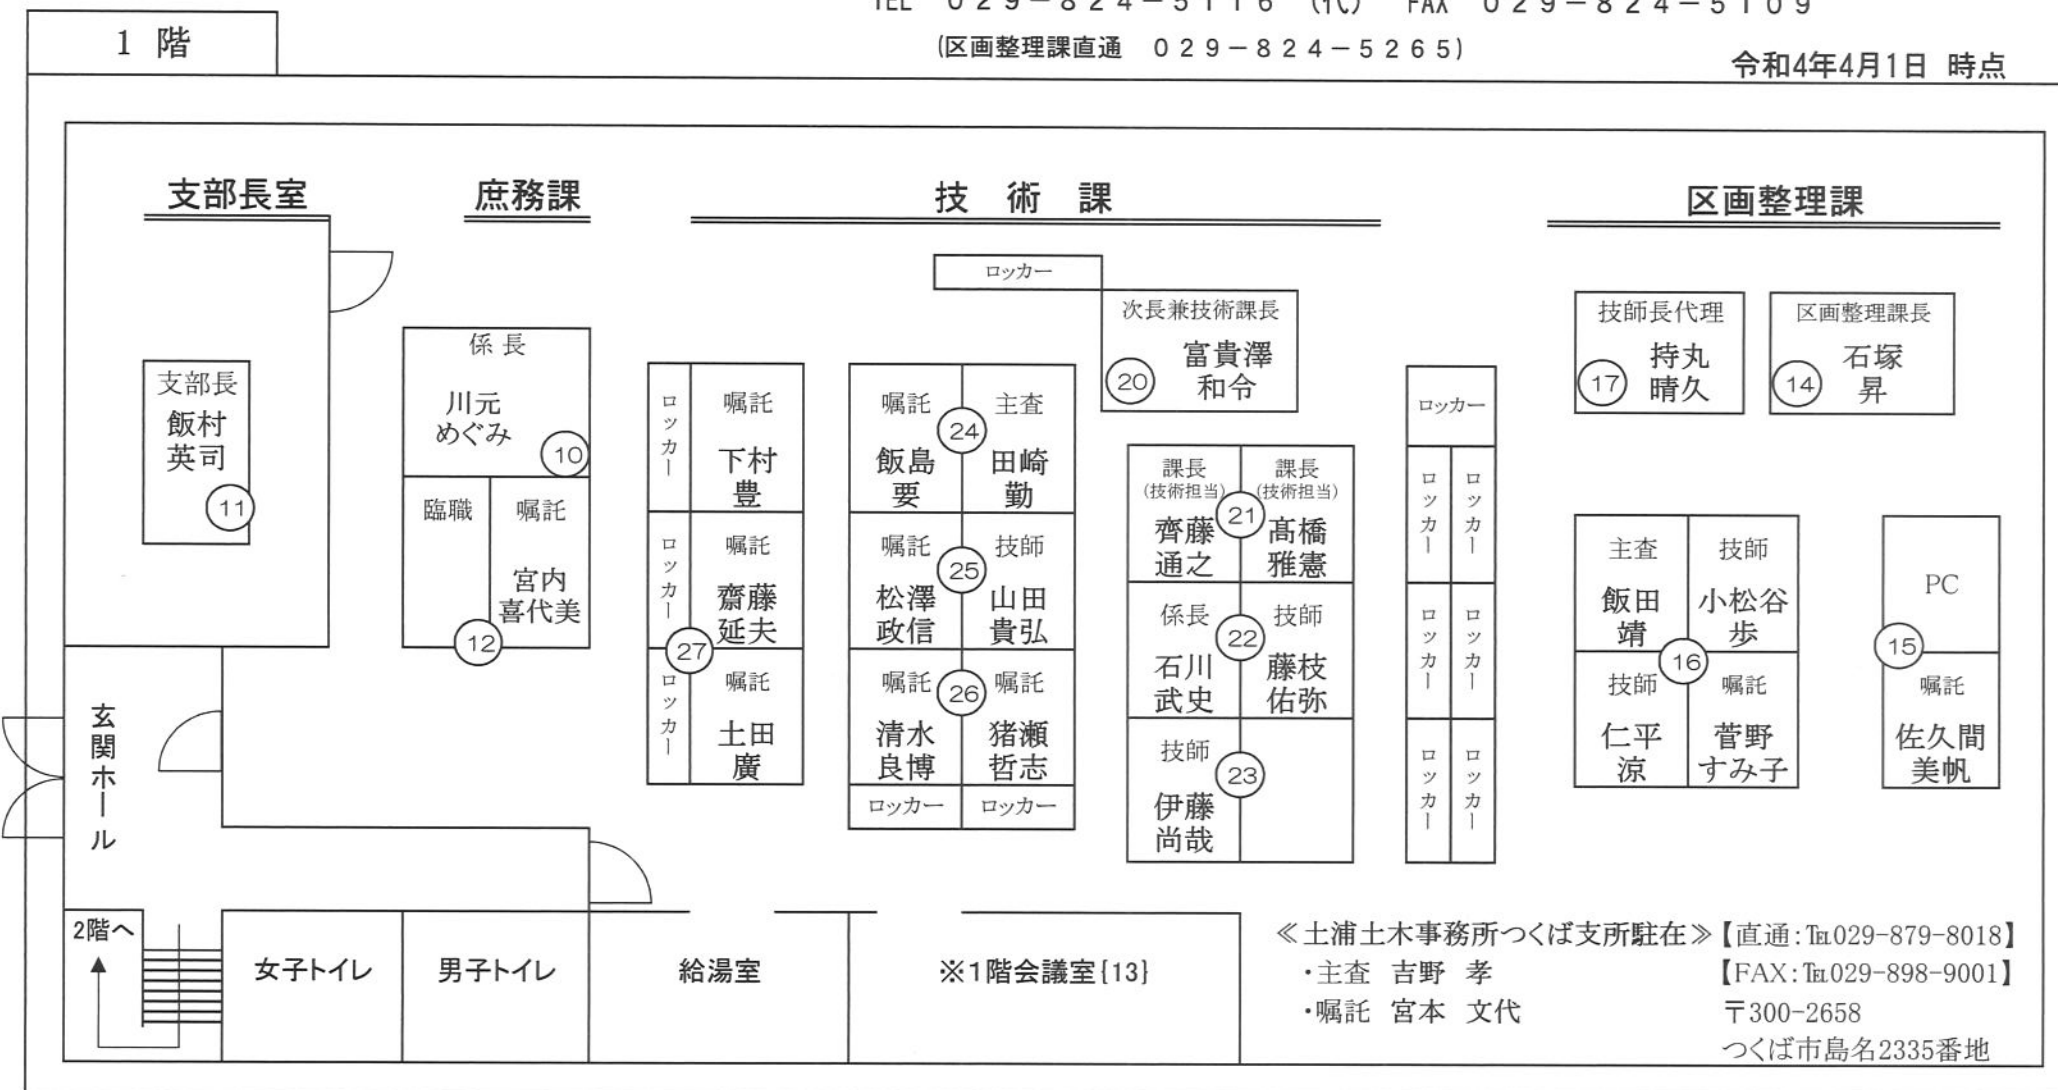 TEL ０２９－８２４－５１１６ （代） FAX ０２９－８２４－５１０９
(区画整理課直通 ０２９－８２４－５２６５)
1 階
令和4年4月1日 時点
支部長室
庶務課
技 術 課
区画整理課
支部長
飯村
英司
11
係 長
川元
めぐみ
10
臨職
嘱託
宮内
喜代美
12
ロッカー
嘱託
下村
豊
ロッカー
嘱託
齋藤
延夫
27
ロッカー
嘱託
土田
廣
ロッカー
次長兼技術課長
富貴澤
和令
20
嘱託
飯島
要
24
主査
田崎
勤
嘱託
松澤
政信
25
技師
山田
貴弘
嘱託
清水
良博
26
嘱託
猪瀬
哲志
ロッカー
ロッカー
課長
(技術担当)
齊藤
通之
21
課長
(技術担当)
髙橋
雅憲
係長
石川
武史
22
技師
藤枝
佑弥
技師
伊藤
尚哉
23
ロッカー
ロッカー
ロッカー
ロッカー
ロッカー
ロッカー
ロッカー
技師長代理
持丸
晴久
17
区画整理課長
石塚
昇
14
主査
飯田
靖
技師
小松谷
歩
16
技師
仁平
涼
嘱託
菅野
すみ子
PC
15
嘱託
佐久間
美帆
玄関ホール
2階へ
女子トイレ
男子トイレ
給湯室
※1階会議室{13}
≪土浦土木事務所つくば支所駐在≫【直通:℡029-879-8018】
・主査 吉野 孝 【FAX:℡029-898-9001】
・嘱託 宮本 文代 〒300-2658
つくば市島名2335番地